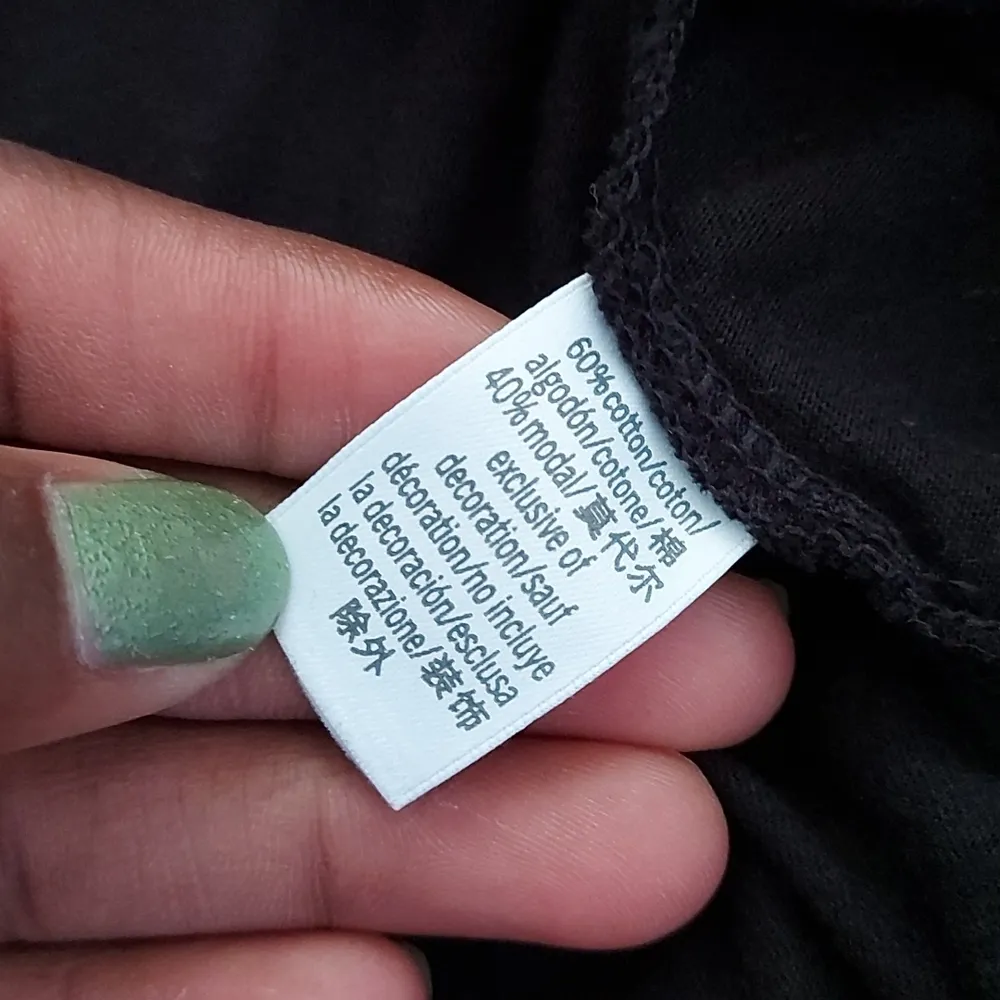 60%cotton/coton/
algodón/cotone/棉
40%modal/莫代尔
exclusive of
decoration/sauf
décoration/no incluye
la decoración/esclusa
la decorazione/装饰
除外